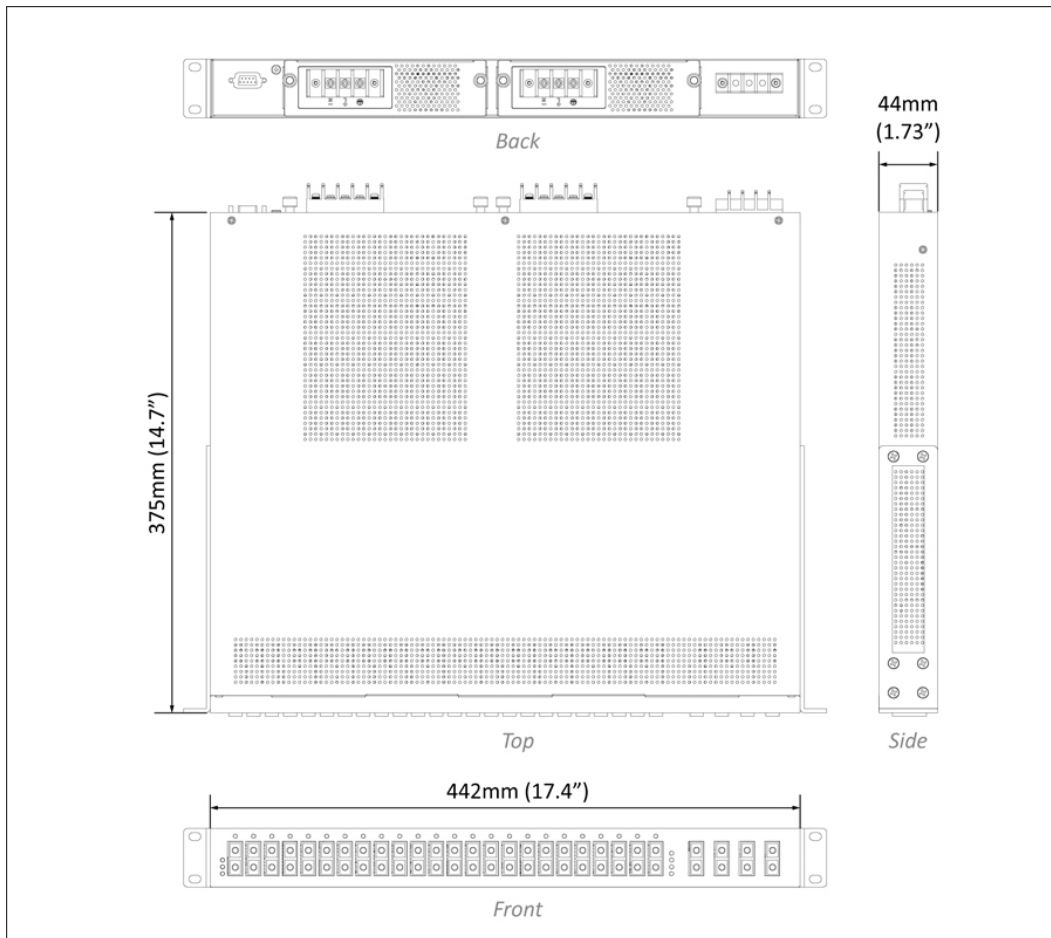 Back
44mm
(1.73”)
375mm (14.7”)
Top
Side
442mm (17.4”)
Front